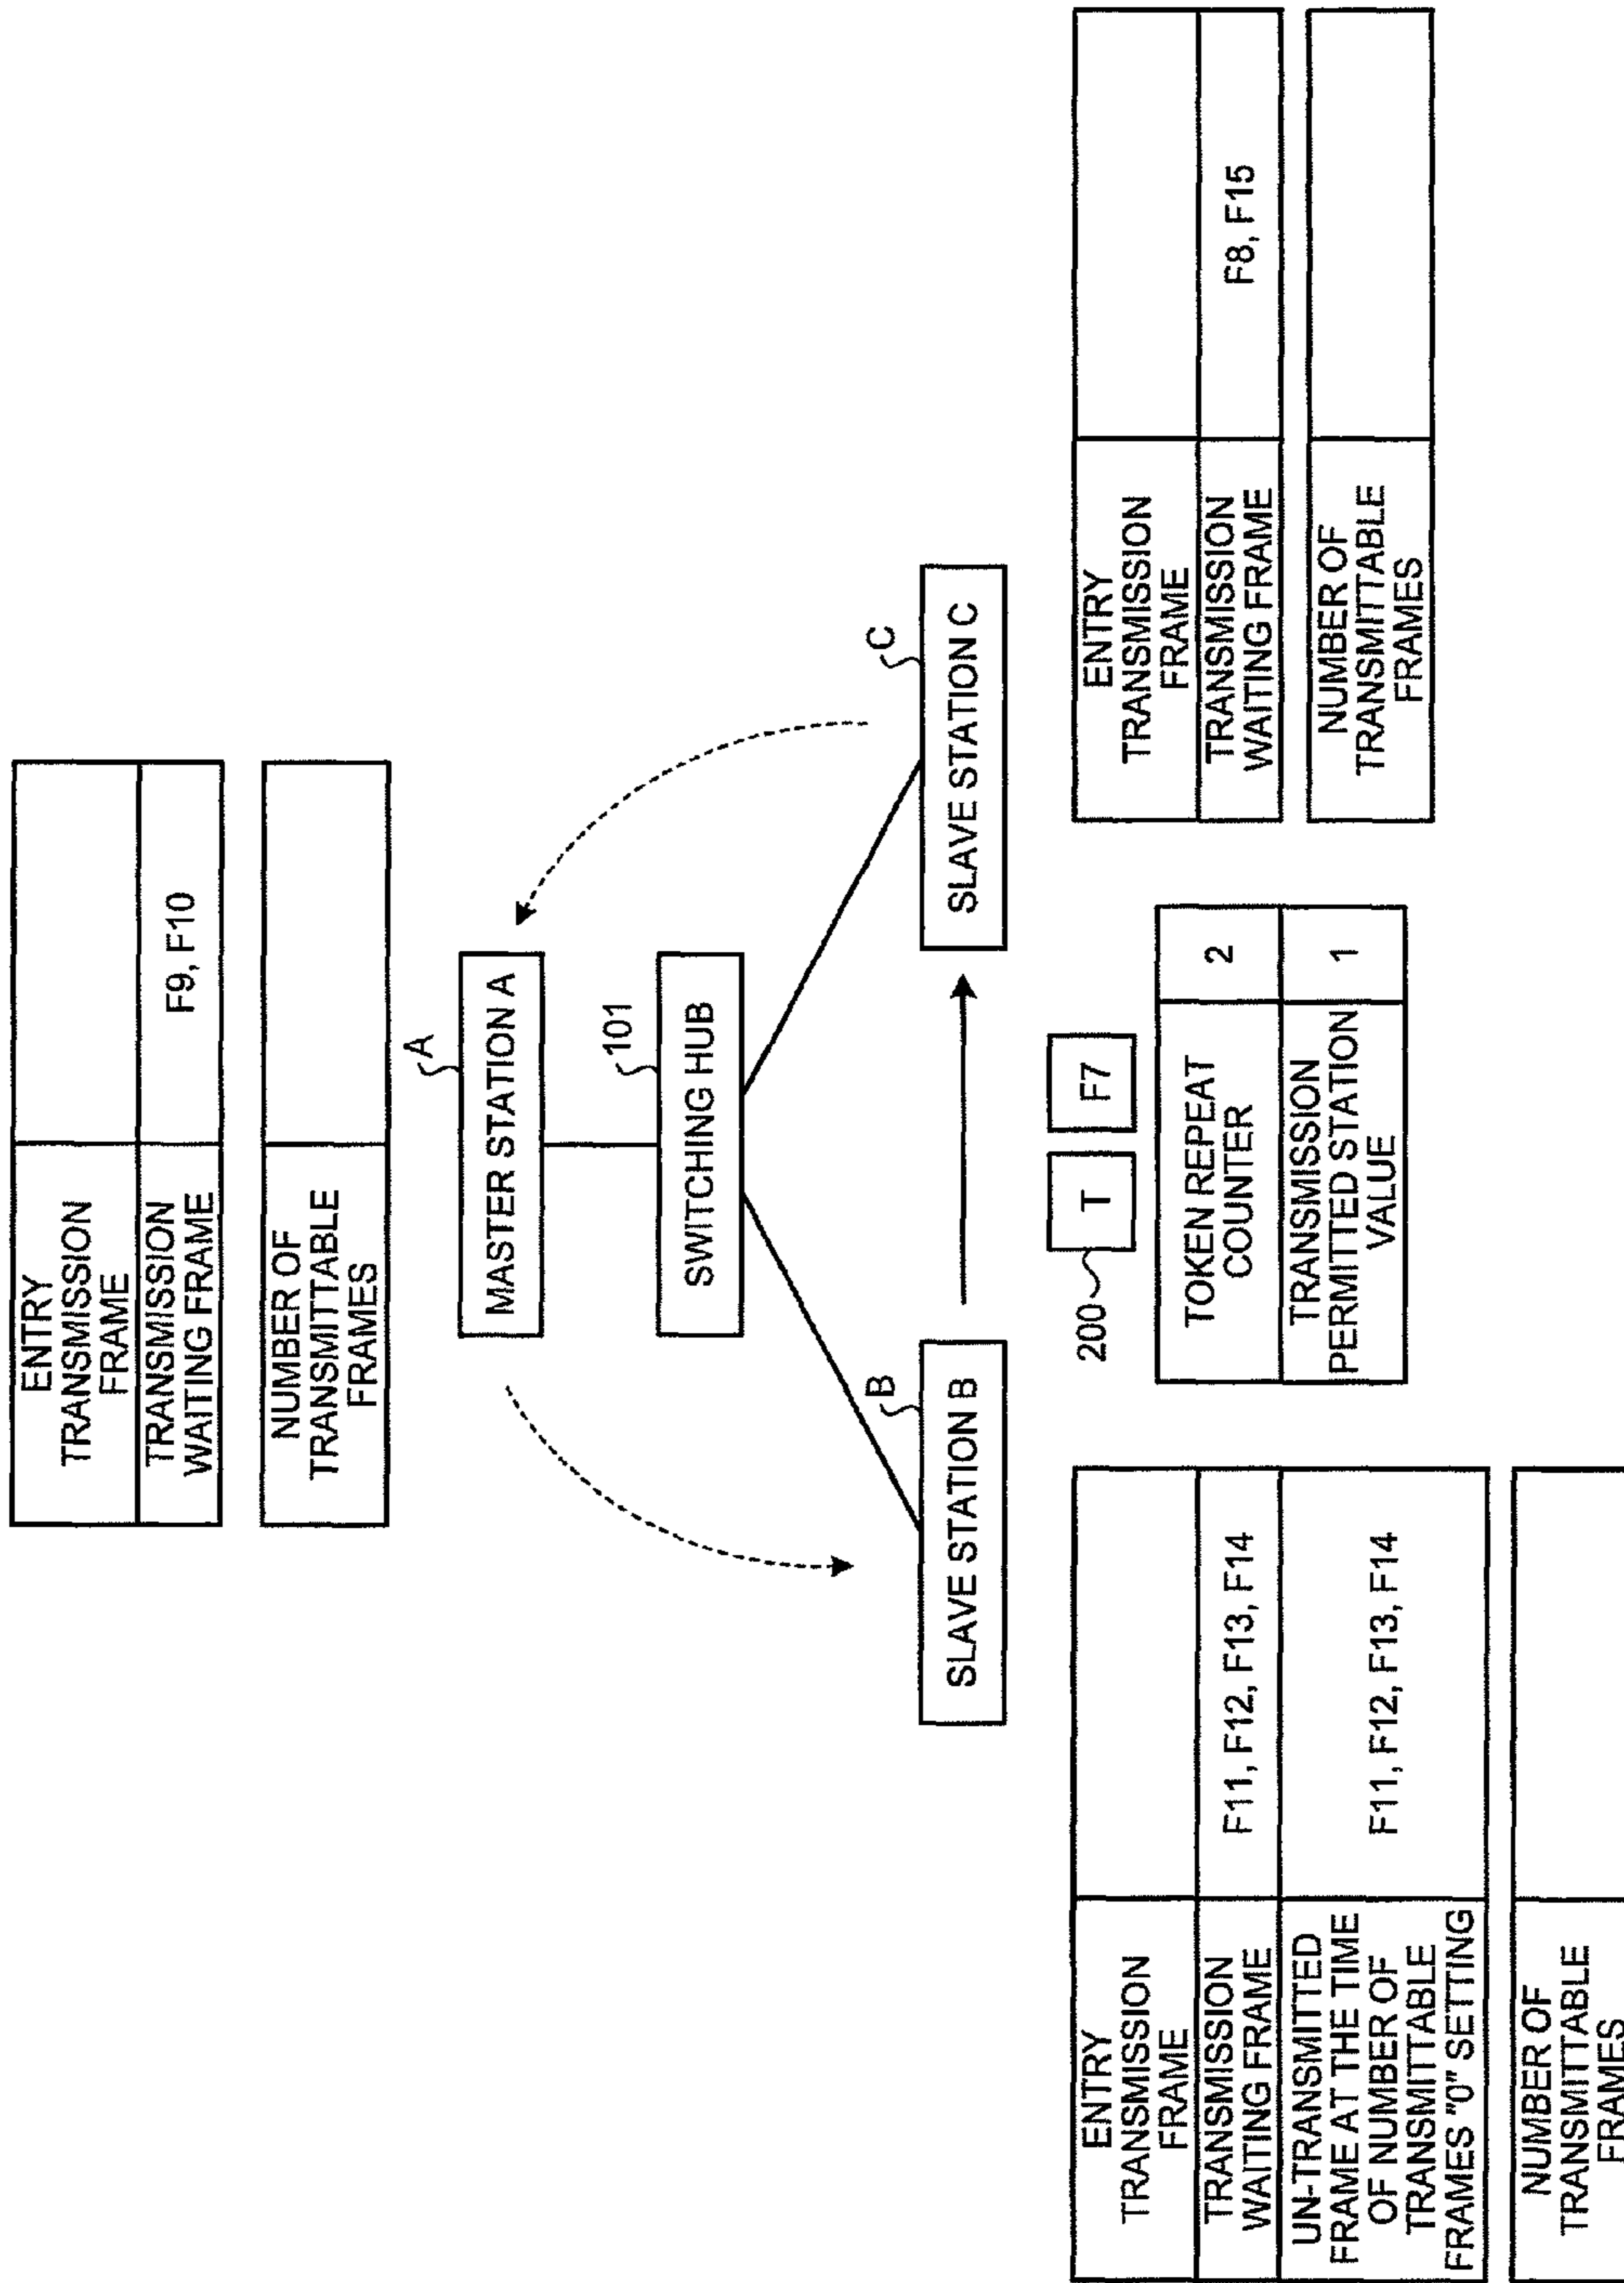 ENTRY
TRANSMISSION
FRAME
TRANSMISSION
WAITING FRAME
F9, F10
NUMBER OF
TRANSMITTABLE
FRAMES
A
MASTER STATION A
101
SWITCHING HUB
B
SLAVE STATION B
C
SLAVE STATION C
200
T
F7
TOKEN REPEAT
COUNTER
2
TRANSMISSION
PERMITTED STATION
VALUE
1
ENTRY
TRANSMISSION
FRAME
TRANSMISSION
WAITING FRAME
F11, F12, F13, F14
UN-TRANSMITTED
FRAME AT THE TIME
OF NUMBER OF
TRANSMITTABLE
FRAMES "0" SETTING
F11, F12, F13, F14
NUMBER OF
TRANSMITTABLE
FRAMES
ENTRY
TRANSMISSION
FRAME
TRANSMISSION
WAITING FRAME
F8, F15
NUMBER OF
TRANSMITTABLE
FRAMES